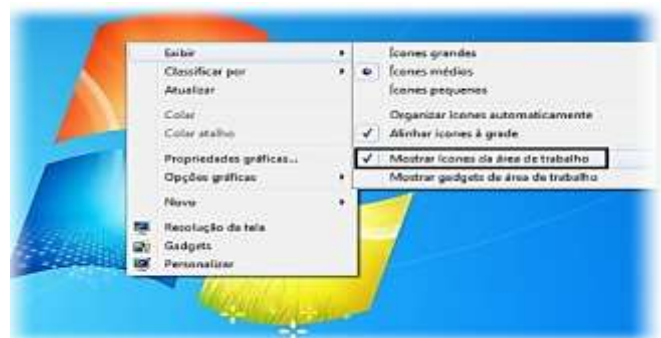 Exibir
Classificar por
Atualizar
Colar
Colar atalho
Propriedades gráficas...
Opções gráficas
Novo
Resolução da tela
Gadgets
Personalizar
Ícones grandes
Ícones médios
Ícones pequenos
Organizar ícones automaticamente
Alinhar ícones à grade
Mostrar ícones da área de trabalho
Mostrar gadgets de área de trabalho